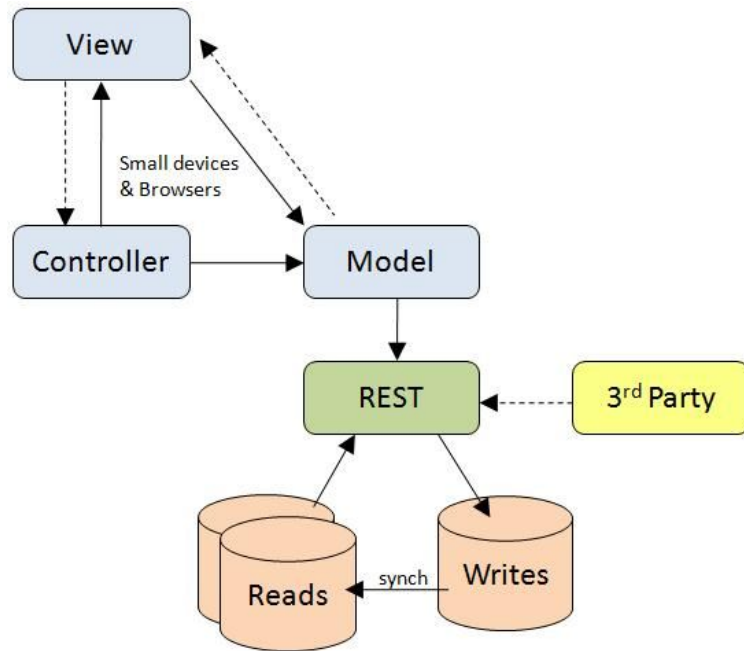 View
Small devices
& Browsers
Controller
Model
REST
3rd Party
Reads
synch
Writes